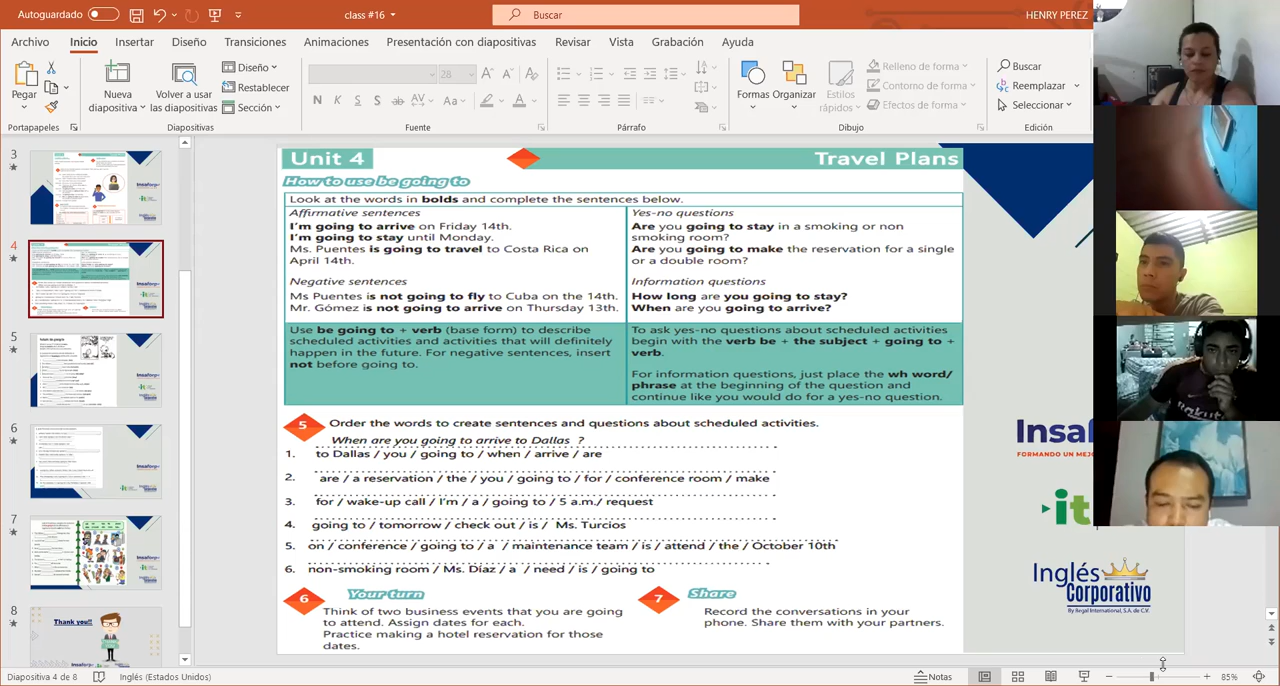 Autoguardado
class #16
Buscar
HENRY PEREZ
Archivo
Inicio
Insertar
Diseño
Transiciones
Animaciones
Presentación con diapositivas
Revisar
Vista
Grabación
Ayuda
Pegar
Nueva diapositiva
Volver a usar las diapositivas
Diseño
Restablecer
Sección
28
N K S S ab AV Aa
Formas
Organizar
Estilos rápidos
Relleno de forma
Contorno de forma
Efectos de forma
Buscar
Reemplazar
Seleccionar
Portapapeles
Diapositivas
Fuente
Párrafo
Dibujo
Edición
3
4
5
6
7
8
Thank you!!
Unit 4
Travel Plans
How to use be going to
Look at the words in bolds and complete the sentences below.
Affirmative sentences
I'm going to arrive on Friday 14th.
I'm going to stay until Monday.
Ms. Puentes is going to travel to Costa Rica on
April 14th.
Negative sentences
Ms Puentes is not going to fly to Cuba on the 14th.
Mr. Gómez is not going to arrive on Thursday 13th.
Yes-no questions
Are you going to stay in a smoking or non
smoking room?
Are you going to make the reservation for a single
or a double room?
Information questions
How long are you going to stay?
When are you going to arrive?
Use be going to + verb (base form) to describe
scheduled activities and activities that will definitely
happen in the future. For negative sentences, insert
not before going to.
To ask yes-no questions about scheduled activities
begin with the verb be + the subject + going to +
verb.
For information questions, just place the wh word/
phrase at the beginning of the question and
continue like you would do for a yes-no question.
5
Order the words to create sentences and questions about scheduled activities.
When are you going to arrive to Dallas ?
1. to Dallas / you / going to / when / arrive / are
2. are / a reservation / the / you / going to / for / conference room / make
3. for / wake-up call / I'm / a / going to / 5 a.m./ request
4. going to / tomorrow / check out / is / Ms. Turcios
5. on / conference / going to / / maintenance team / is / attend / the / October 10th
6. non-smoking room / Ms. Diaz / a / need / is / going to
6
Your turn
Think of two business events that you are going
to attend. Assign dates for each.
Practice making a hotel reservation for those
dates.
7
Share
Record the conversations in your
phone. Share them with your partners.
Insaf
FORMANDO UN MEJ
it
Inglés
Corporativo
By Regal International, S.A. de C.V.
Diapositiva 4 de 8
Inglés (Estados Unidos)
Notas
85%